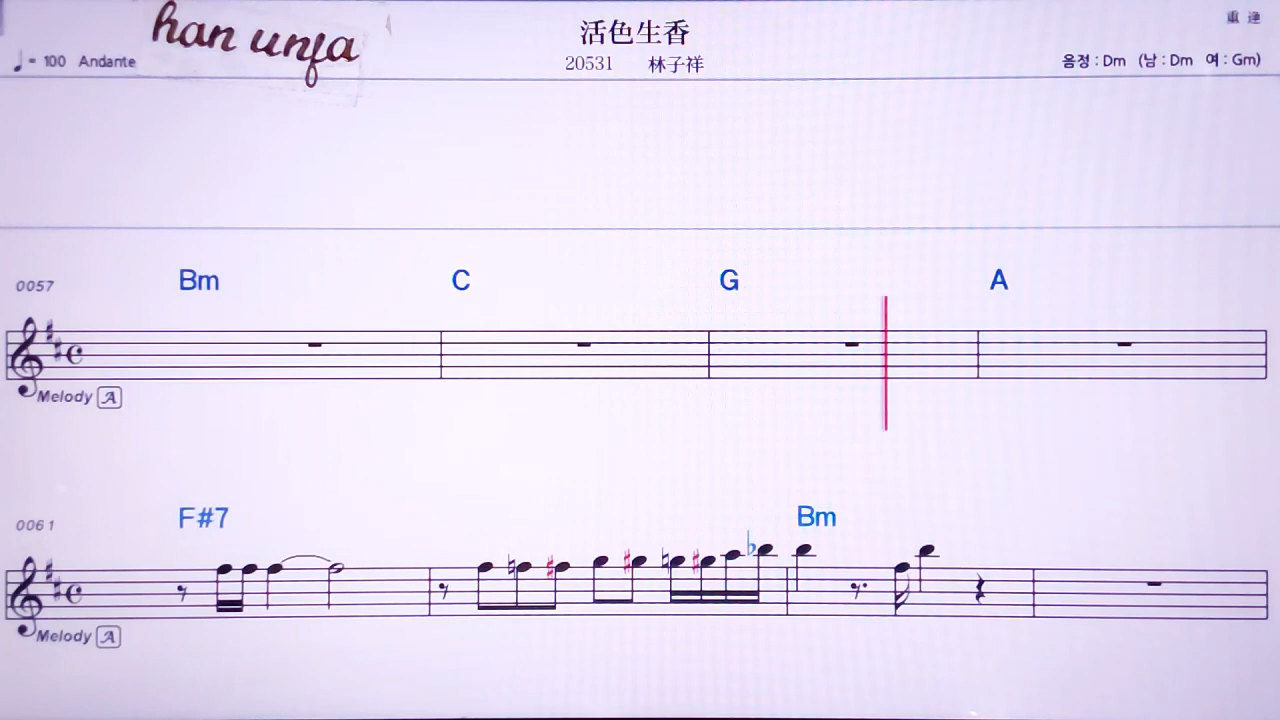 han unfa
活色生香
♩= 100 Andante
20531 林子祥
음정 : Dm (남 : Dm 여 : Gm)
0057 Bm C G A
Melody A
0061 F#7 Bm
Melody A